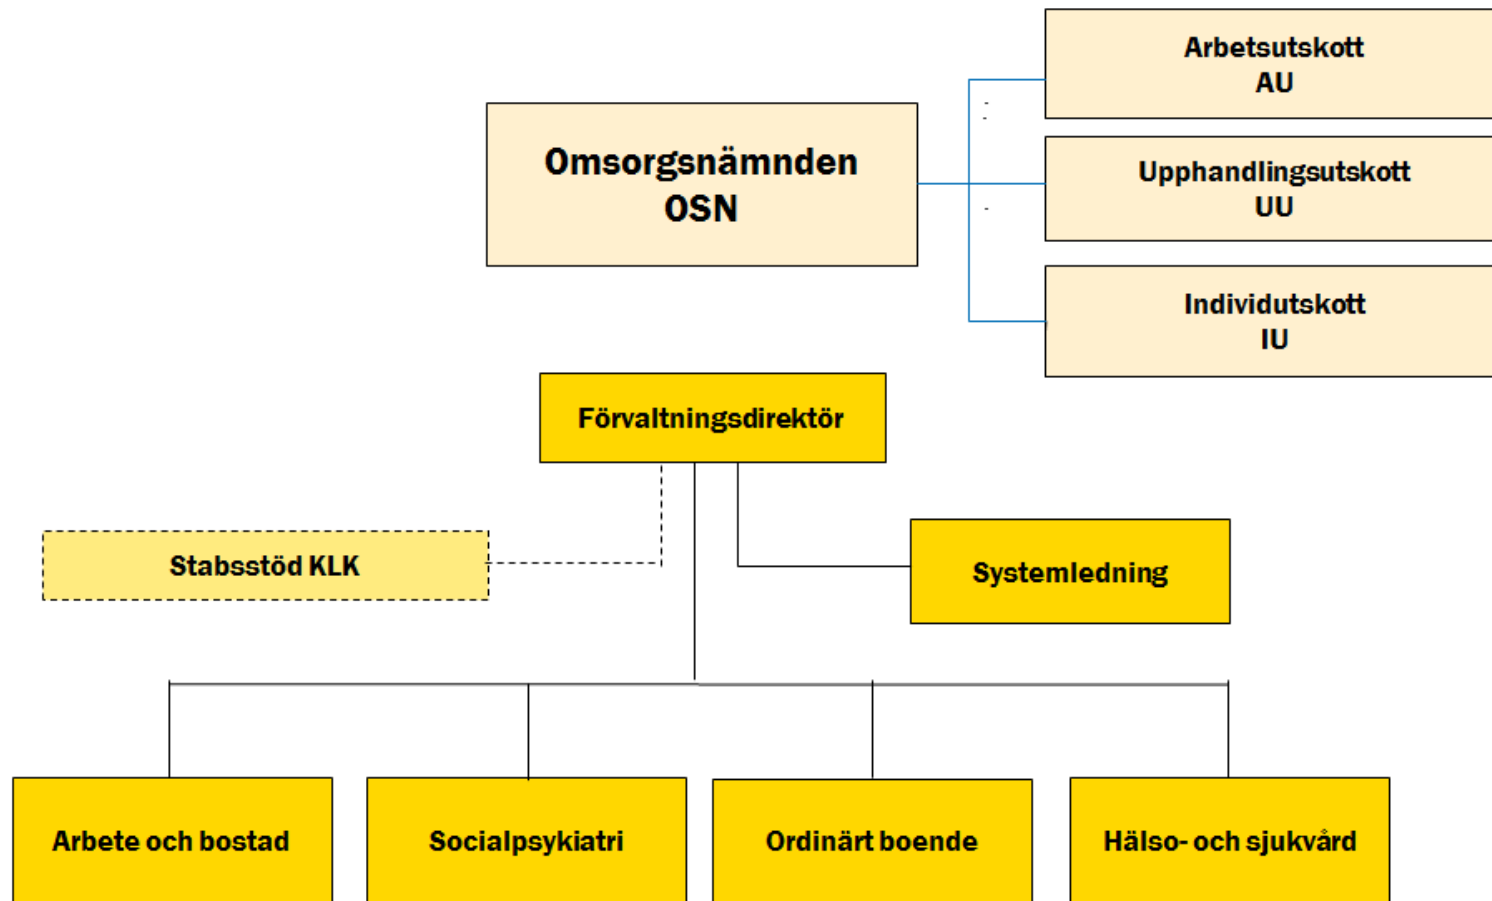 Arbetsutskott
AU
Omsorgsnämnden
OSN
Upphandlingsutskott
UU
Individutskott
IU
Förvaltningsdirektör
Stabsstöd KLK
Systemledning
Arbete och bostad
Socialpsykiatri
Ordinärt boende
Hälso- och sjukvård